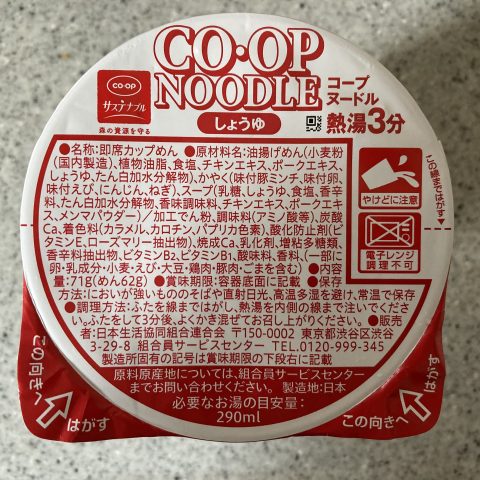 CO・OP
NOODLE
コープ
ヌードル
しょうゆ
熱湯3分
co・op
サステナブル
森の資源を守る
●名称:即席カップめん ●原材料名:油揚げめん(小麦粉
(国内製造)、植物油脂、食塩、チキンエキス、ポークエキ
ス、しょうゆ、たん白加水分解物)、かやく(味付豚ミンチ、味付卵、
味付えび、にんじん、ねぎ)、スープ(乳糖、しょうゆ、食塩、香辛
料、たん白加水分解物、香味調味料、チキンエキス、ポークエキ
ス、メンマパウダー)/加工でん粉、調味料(アミノ酸等)、炭酸
Ca、着色料(カラメル、カロチン、パプリカ色素)、酸化防止剤(ビ
タミンE、ローズマリー抽出物)、焼成Ca、乳化剤、増粘多糖類、
香辛料抽出物、ビタミンB₂、ビタミンB₁、酸味料、香料、(一部に
卵・乳成分・小麦・えび・大豆・鶏肉・豚肉・ごまを含む) ●内容
量:71g(めん62g) ●賞味期限:容器底面に記載 ●保存
方法:においが強いもののそばや直射日光、高温多湿を避け、常温で保存
●調理方法:ふたを線まではがし、熱湯を内側の線まで注いでくださ
い。ふたをして3分後、よくかき混ぜてお召し上がりください。●販売
者:日本生活協同組合連合会 〒150-0002 東京都渋谷区渋谷
3-29-8 組合員サービスセンター TEL.0120-999-345
製造所固有の記号は賞味期限の下段右に記載
原料原産地については、組合員サービスセンター
までお問い合わせください。 製造地:日本
必要なお湯の目安量:
290ml
この線まではがす
やけどに注意
電子レンジ
調理不可
この向きへ
はがす
はがす
この向きへ